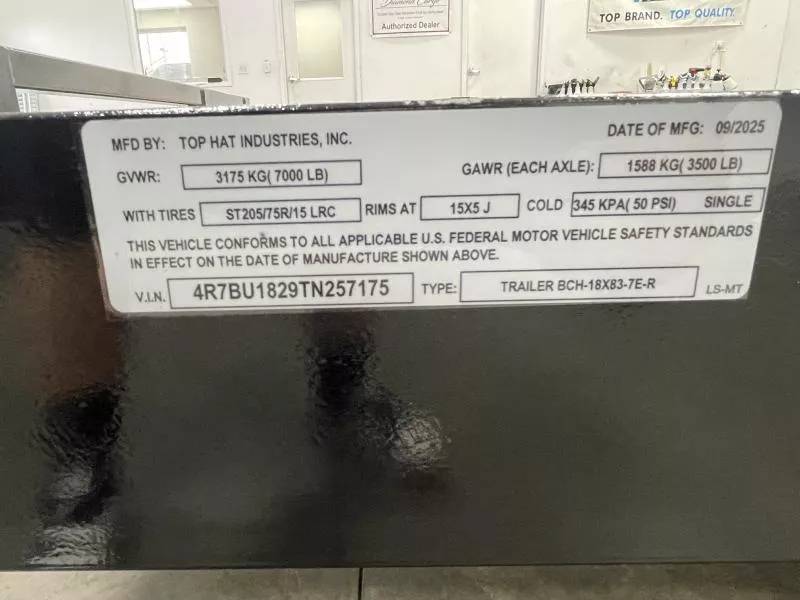 Diamond Cargo
Authorized Dealer
TOP BRAND. TOP QUALITY.
MFD BY: TOP HAT INDUSTRIES, INC.
DATE OF MFG: 09/2025
GVWR: 3175 KG( 7000 LB)
GAWR (EACH AXLE): 1588 KG( 3500 LB)
WITH TIRES ST205/75R/15 LRC RIMS AT 15X5 J COLD 345 KPA( 50 PSI) SINGLE
THIS VEHICLE CONFORMS TO ALL APPLICABLE U.S. FEDERAL MOTOR VEHICLE SAFETY STANDARDS
IN EFFECT ON THE DATE OF MANUFACTURE SHOWN ABOVE.
V.I.N. 4R7BU1829TN257175 TYPE: TRAILER BCH-18X83-7E-R LS-MT